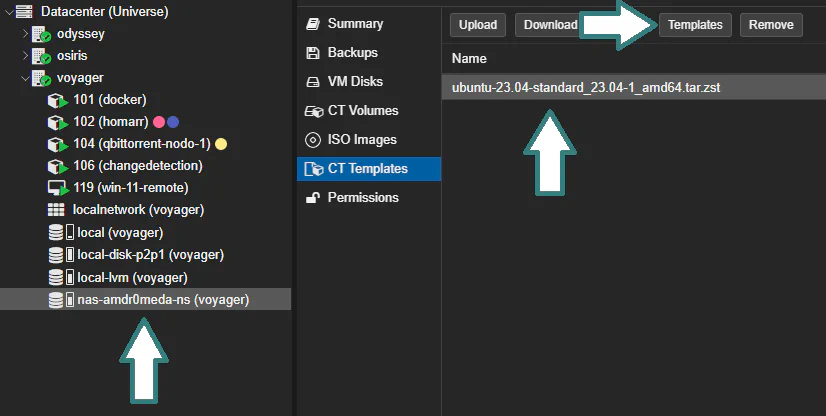 Datacenter (Universe)
odyssey
osiris
voyager
101 (docker)
102 (homarr)
104 (qbittorrent-nodo-1)
106 (changedetection)
119 (win-11-remote)
localnetwork (voyager)
local (voyager)
local-disk-p2p1 (voyager)
local-lvm (voyager)
nas-amdr0meda-ns (voyager)
Summary
Backups
VM Disks
CT Volumes
ISO Images
CT Templates
Permissions
Upload Download Templates Remove
Name
ubuntu-23.04-standard_23.04-1_amd64.tar.zst